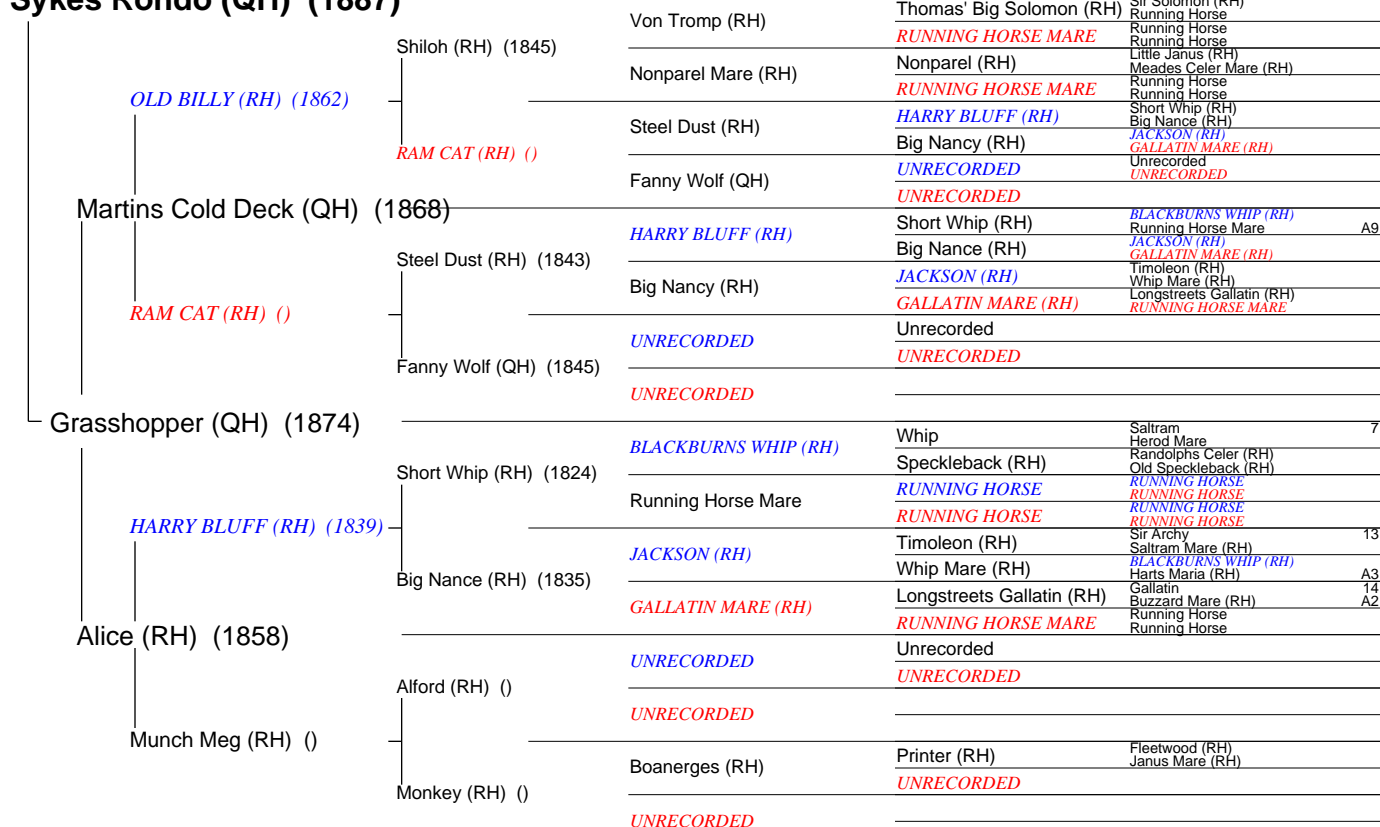 Sykes Rondo (QH) (1887)
OLD BILLY (RH) (1862)
Martins Cold Deck (QH) (1868)
RAM CAT (RH) ()
Grasshopper (QH) (1874)
HARRY BLUFF (RH) (1839)
Alice (RH) (1858)
Munch Meg (RH) ()
Shiloh (RH) (1845)
RAM CAT (RH) ()
Steel Dust (RH) (1843)
Fanny Wolf (QH) (1845)
Short Whip (RH) (1824)
Big Nance (RH) (1835)
Alford (RH) ()
Monkey (RH) ()
Von Tromp (RH)
Nonparel Mare (RH)
Steel Dust (RH)
Fanny Wolf (QH)
HARRY BLUFF (RH)
Big Nancy (RH)
UNRECORDED
UNRECORDED
BLACKBURNS WHIP (RH)
Running Horse Mare
JACKSON (RH)
GALLATIN MARE (RH)
UNRECORDED
UNRECORDED
Boanerges (RH)
UNRECORDED
Thomas' Big Solomon (RH)
RUNNING HORSE MARE
Nonparel (RH)
RUNNING HORSE MARE
HARRY BLUFF (RH)
Big Nancy (RH)
UNRECORDED
UNRECORDED
Short Whip (RH)
Big Nance (RH)
JACKSON (RH)
GALLATIN MARE (RH)
Unrecorded
UNRECORDED
Whip
Speckleback (RH)
RUNNING HORSE
RUNNING HORSE
Timoleon (RH)
Whip Mare (RH)
Longstreets Gallatin (RH)
RUNNING HORSE MARE
Unrecorded
UNRECORDED
Printer (RH)
UNRECORDED
Sir Solomon (RH)
Running Horse
Running Horse
Running Horse
Little Janus (RH)
Meades Celer Mare (RH)
Running Horse
Running Horse
Short Whip (RH)
Big Nance (RH)
JACKSON (RH)
GALLATIN MARE (RH)
Unrecorded
UNRECORDED
BLACKBURNS WHIP (RH)
Running Horse Mare A9
JACKSON (RH)
GALLATIN MARE (RH)
Timoleon (RH)
Whip Mare (RH)
Longstreets Gallatin (RH)
RUNNING HORSE MARE
Saltram 7
Herod Mare
Randolphs Celer (RH)
Old Speckleback (RH)
RUNNING HORSE
RUNNING HORSE
RUNNING HORSE
RUNNING HORSE
Sir Archy 13
Saltram Mare (RH)
BLACKBURNS WHIP (RH)
Harts Maria (RH) A3
Gallatin 14
Buzzard Mare (RH) A2
Running Horse
Running Horse
Fleetwood (RH)
Janus Mare (RH)